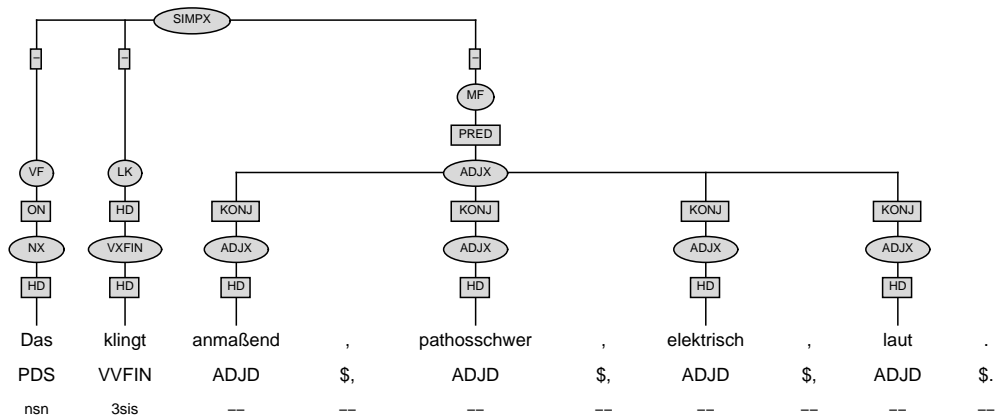 SIMPX
– – –
MF
PRED
VF LK ADJX
ON HD KONJ KONJ KONJ KONJ
NX VXFIN ADJX ADJX ADJX ADJX
HD HD HD HD HD HD
Das klingt anmaßend , pathosschwer , elektrisch , laut .
PDS VVFIN ADJD $, ADJD $, ADJD $, ADJD $.
nsn 3sis –– –– –– –– –– –– –– ––